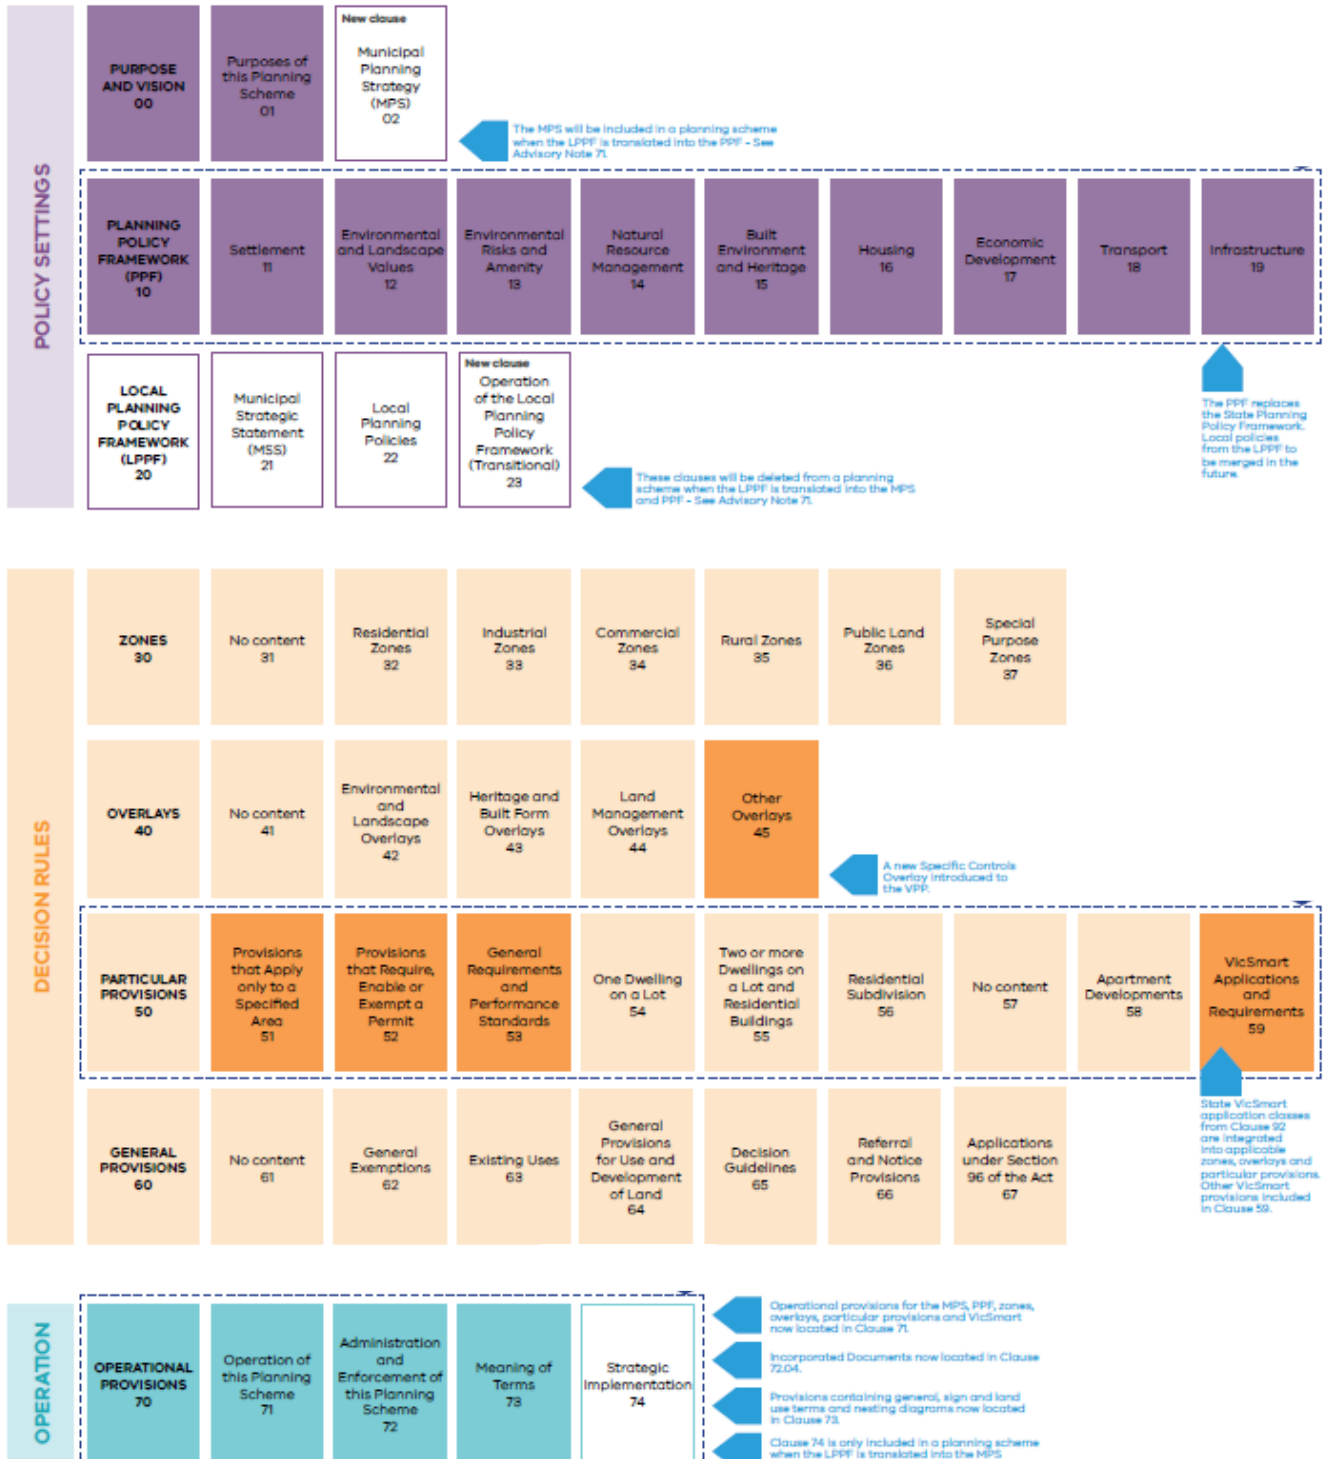 POLICY SETTINGS
PURPOSE
AND VISION
00
Purposes of
this Planning
Scheme
01
New clause
Municipal
Planning
Strategy
(MPS)
02
The MPS will be included in a planning scheme
when the LPPF is translated into the PPF - See
Advisory Note 71.
PLANNING
POLICY
FRAMEWORK
(PPF)
10
Settlement
11
Environmental
and Landscape
Values
12
Environmental
Risks and
Amenity
13
Natural
Resource
Management
14
Built
Environment
and Heritage
15
Housing
16
Economic
Development
17
Transport
18
Infrastructure
19
LOCAL
PLANNING
POLICY
FRAMEWORK
(LPPF)
20
Municipal
Strategic
Statement
(MSS)
21
Local
Planning
Policies
22
New clause
Operation
of the Local
Planning
Policy
Framework
(Transitional)
23
These clauses will be deleted from a planning
scheme when the LPPF is translated into the MPS
and PPF - See Advisory Note 71.
The PPF replaces
the State Planning
Policy Framework.
Local policies
from the LPPF to
be merged in the
future.
DECISION RULES
ZONES
30
No content
31
Residential
Zones
32
Industrial
Zones
33
Commercial
Zones
34
Rural Zones
35
Public Land
Zones
36
Special
Purpose
Zones
37
OVERLAYS
40
No content
41
Environmental
and
Landscape
Overlays
42
Heritage and
Built Form
Overlays
43
Land
Management
Overlays
44
Other
Overlays
45
A new Specific Controls
Overlay introduced to
the VPP.
PARTICULAR
PROVISIONS
50
Provisions
that Apply
only to a
Specified
Area
51
Provisions
that Require,
Enable or
Exempt a
Permit
52
General
Requirements
and
Performance
Standards
53
One Dwelling
on a Lot
54
Two or more
Dwellings on
a Lot and
Residential
Buildings
55
Residential
Subdivision
56
No content
57
Apartment
Developments
58
VicSmart
Applications
and
Requirements
59
State VicSmart
application classes
from Clause 92
are integrated
into applicable
zones, overlays and
particular provisions.
Other VicSmart
provisions included
in Clause 59.
GENERAL
PROVISIONS
60
No content
61
General
Exemptions
62
Existing Uses
63
General
Provisions
for Use and
Development
of Land
64
Decision
Guidelines
65
Referral
and Notice
Provisions
66
Applications
under Section
96 of the Act
67
OPERATION
OPERATIONAL
PROVISIONS
70
Operation of
this Planning
Scheme
71
Administration
and
Enforcement of
this Planning
Scheme
72
Meaning of
Terms
73
Strategic
Implementation
74
Operational provisions for the MPS, PPF, zones,
overlays, particular provisions and VicSmart
now located in Clause 71.
Incorporated Documents now located in Clause
72.04.
Provisions containing general, sign and land
use terms and nesting diagrams now located
in Clause 73.
Clause 74 is only included in a planning scheme
when the LPPF is translated into the MPS